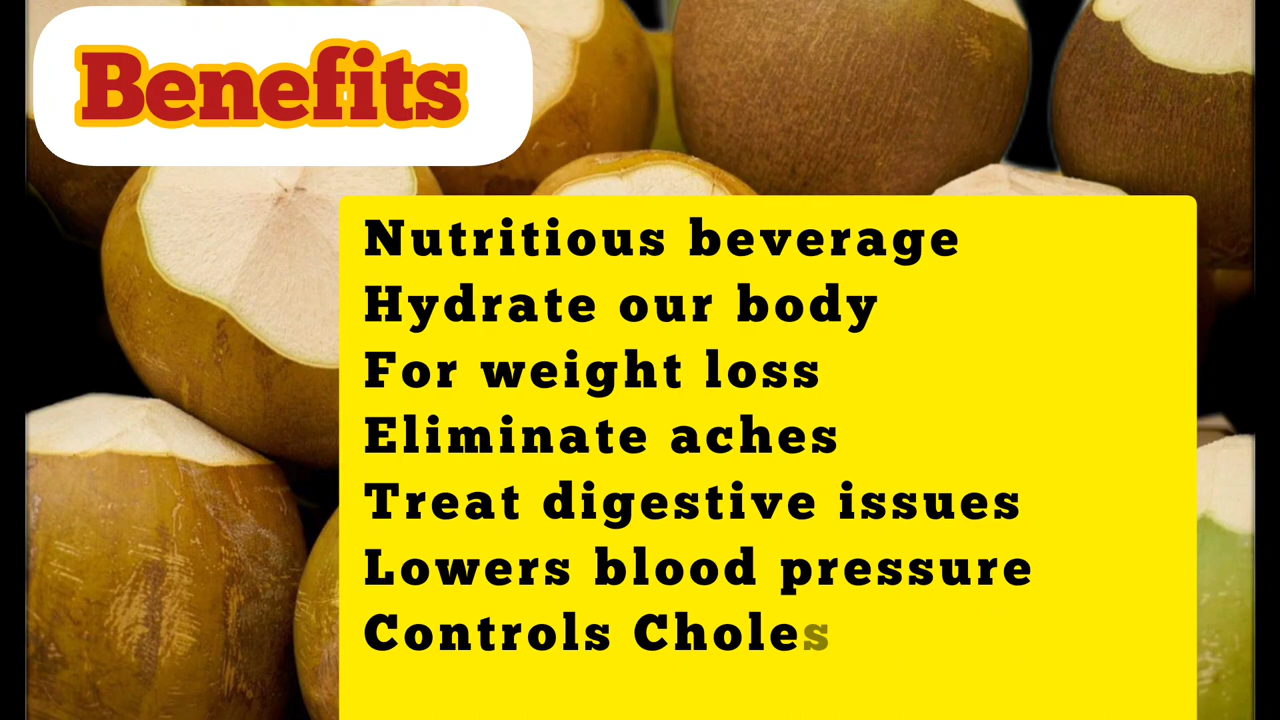 Benefits
Nutritious beverage
Hydrate our body
For weight loss
Eliminate aches
Treat digestive issues
Lowers blood pressure
Controls Choles